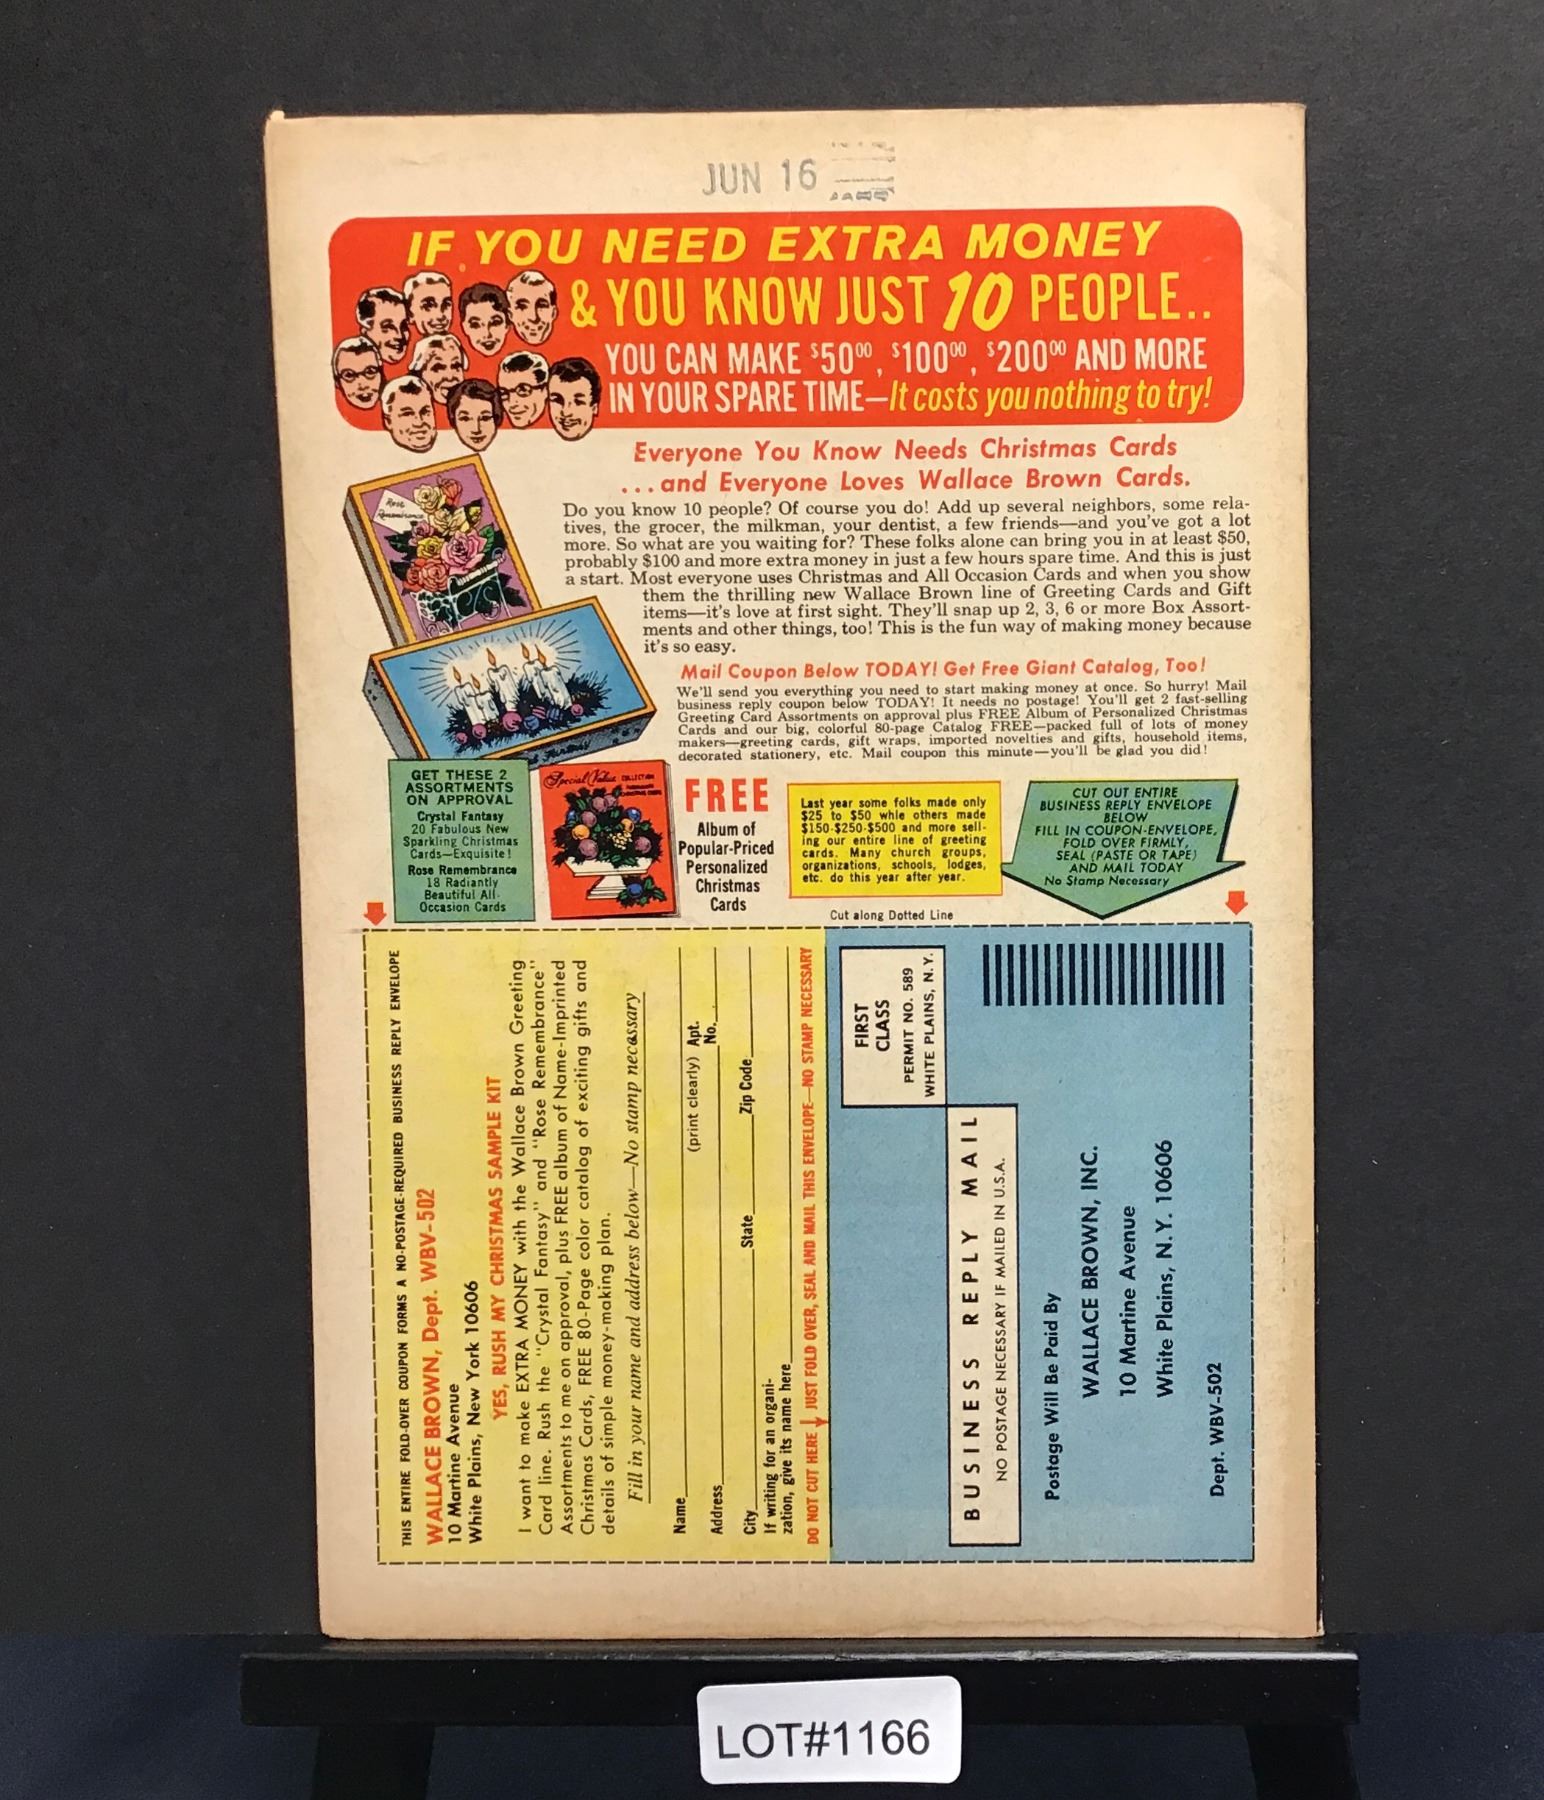 JUN 16
IF YOU NEED EXTRA MONEY
& YOU KNOW JUST 10 PEOPLE..
YOU CAN MAKE $50⁰⁰, $100⁰⁰, $200⁰⁰ AND MORE
IN YOUR SPARE TIME—It costs you nothing to try!
Everyone You Know Needs Christmas Cards
...and Everyone Loves Wallace Brown Cards.
Rose
Remembrance
Do you know 10 people? Of course you do! Add up several neighbors, some rela-
tives, the grocer, the milkman, your dentist, a few friends—and you've got a lot
more. So what are you waiting for? These folks alone can bring you in at least $50,
probably $100 and more extra money in just a few hours spare time. And this is just
a start. Most everyone uses Christmas and All Occasion Cards and when you show
them the thrilling new Wallace Brown line of Greeting Cards and Gift
items—it's love at first sight. They'll snap up 2, 3, 6 or more Box Assort-
ments and other things, too! This is the fun way of making money because
it's so easy.
Mail Coupon Below TODAY! Get Free Giant Catalog, Too!
We'll send you everything you need to start making money at once. So hurry! Mail
business reply coupon below TODAY! It needs no postage! You'll get 2 fast-selling
Greeting Card Assortments on approval plus FREE Album of Personalized Christmas
Cards and our big, colorful 80-page Catalog FREE—packed full of lots of money
makers—greeting cards, gift wraps, imported novelties and gifts, household items,
decorated stationery, etc. Mail coupon this minute—you'll be glad you did!
Fantasy
GET THESE 2
ASSORTMENTS
ON APPROVAL
Crystal Fantasy
20 Fabulous New
Sparkling Christmas
Cards—Exquisite!
Rose Remembrance
18 Radiantly
Beautiful All-
Occasion Cards
Special Value COLLECTION
CHRISTMAS CARDS
FREE
Album of
Popular-Priced
Personalized
Christmas
Cards
Last year some folks made only
$25 to $50 while others made
$150-$250-$500 and more sell-
ing our entire line of greeting
cards. Many church groups,
organizations, schools, lodges,
etc. do this year after year.
CUT OUT ENTIRE
BUSINESS REPLY ENVELOPE
BELOW
FILL IN COUPON-ENVELOPE,
FOLD OVER FIRMLY,
SEAL (PASTE OR TAPE)
AND MAIL TODAY
No Stamp Necessary
Cut along Dotted Line
THIS ENTIRE FOLD-OVER COUPON FORMS A NO-POSTAGE-REQUIRED BUSINESS REPLY ENVELOPE
WALLACE BROWN, Dept. WBV-502
10 Martine Avenue
White Plains, New York 10606
YES, RUSH MY CHRISTMAS SAMPLE KIT
I want to make EXTRA MONEY with the Wallace Brown Greeting
Card line. Rush the "Crystal Fantasy" and "Rose Remembrance"
Assortments to me on approval, plus FREE album of Name-Imprinted
Christmas Cards, FREE 80-Page color catalog of exciting gifts and
details of simple money-making plan.
Fill in your name and address below—No stamp necessary
Name (print clearly)
Address Apt. No.
City State Zip Code
If writing for an organi-
zation, give its name here
DO NOT CUT HERE JUST FOLD OVER, SEAL AND MAIL THIS ENVELOPE—NO STAMP NECESSARY
FIRST
CLASS
PERMIT NO. 589
WHITE PLAINS, N.Y.
BUSINESS REPLY MAIL
NO POSTAGE NECESSARY IF MAILED IN U.S.A.
Postage Will Be Paid By
WALLACE BROWN, INC.
10 Martine Avenue
White Plains, N.Y. 10606
Dept. WBV-502
LOT#1166